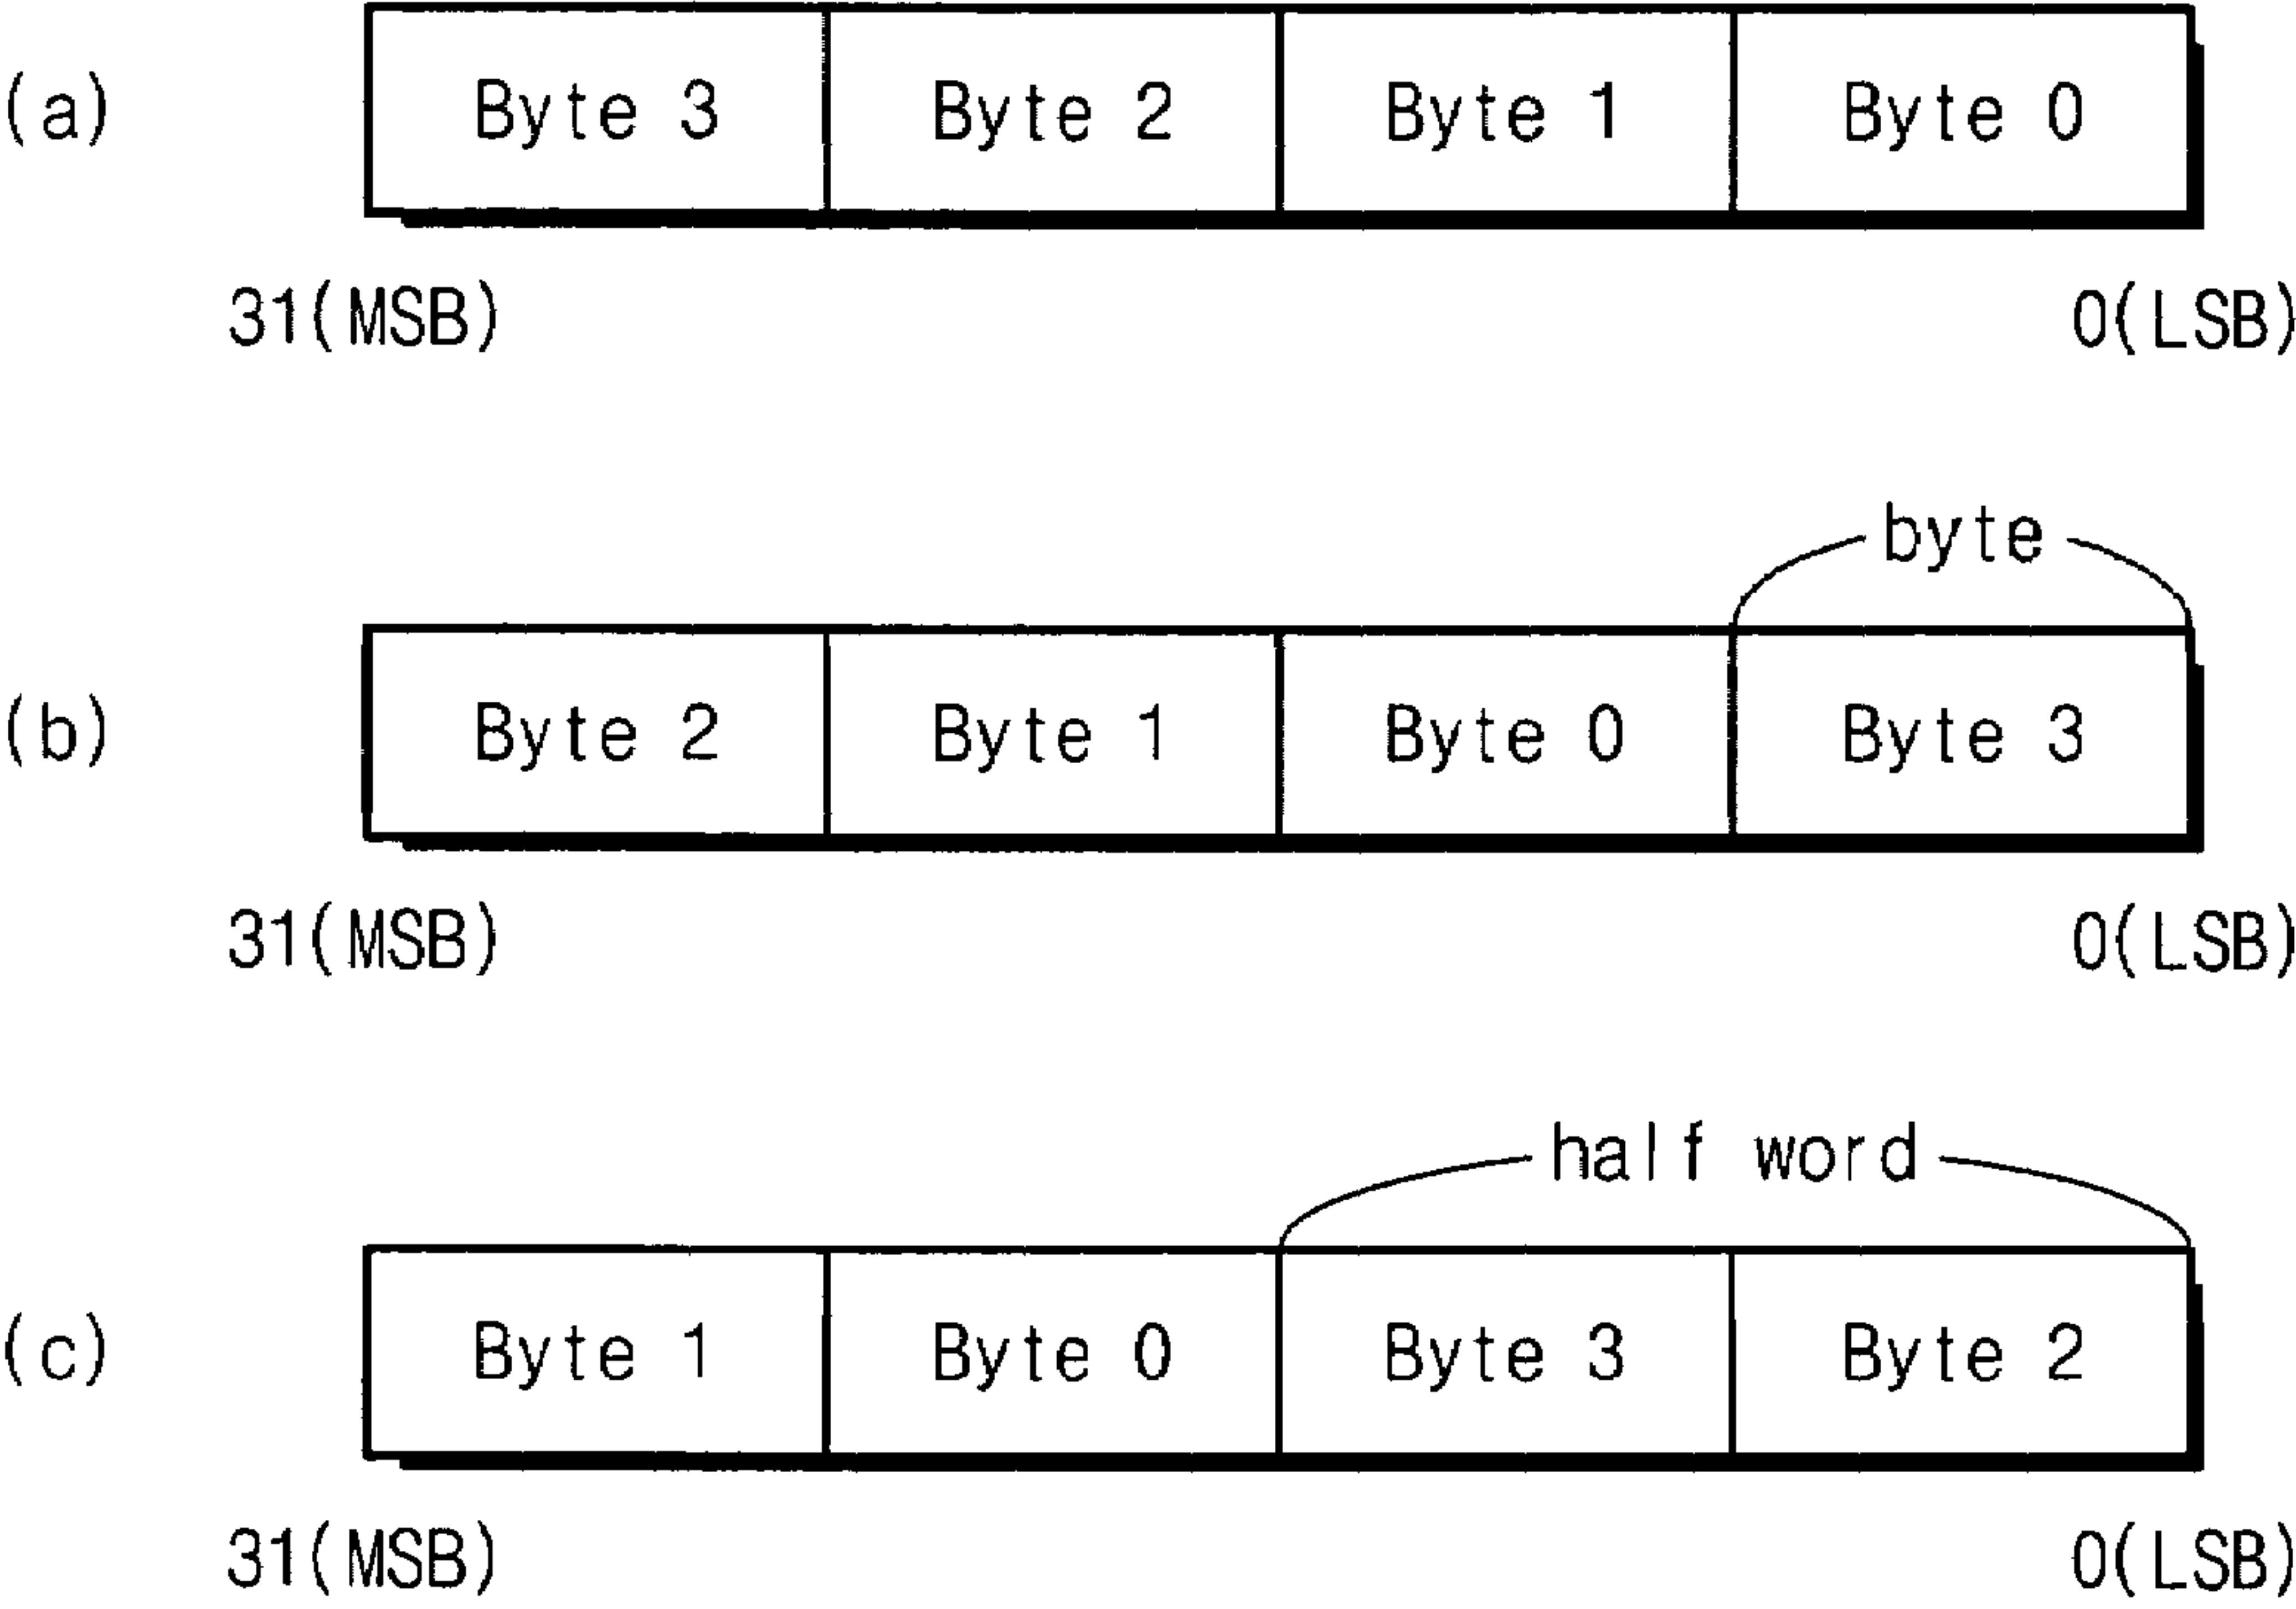 (a) Byte 3 Byte 2 Byte 1 Byte 0
31(MSB) 0(LSB)
byte
(b) Byte 2 Byte 1 Byte 0 Byte 3
31(MSB) 0(LSB)
half word
(c) Byte 1 Byte 0 Byte 3 Byte 2
31(MSB) 0(LSB)